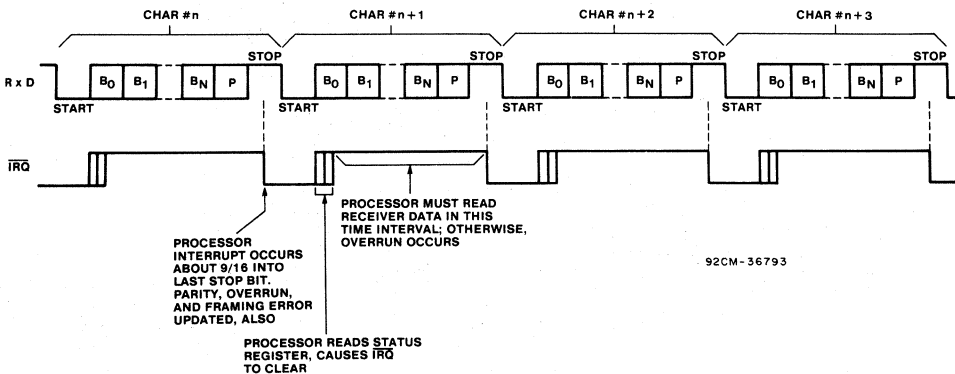 CHAR #n CHAR #n+1 CHAR #n+2 CHAR #n+3
STOP STOP STOP STOP
R x D B0 B1 BN P B0 B1 BN P B0 B1 BN P B0 B1 BN P
START START START START
IRQ
PROCESSOR
INTERRUPT OCCURS
ABOUT 9/16 INTO
LAST STOP BIT.
PARITY, OVERRUN,
AND FRAMING ERROR
UPDATED, ALSO
PROCESSOR MUST READ
RECEIVER DATA IN THIS
TIME INTERVAL; OTHERWISE,
OVERRUN OCCURS
92CM-36793
PROCESSOR READS STATUS
REGISTER, CAUSES IRQ
TO CLEAR